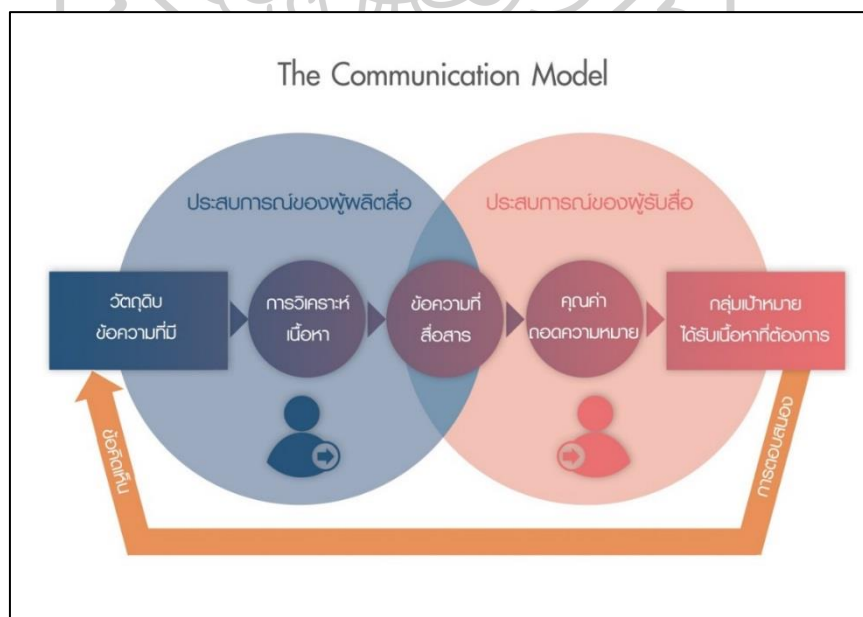 The Communication Model
ประสบการณ์ของผู้ผลิตสื่อ
ประสบการณ์ของผู้รับสื่อ
วัตถุดิบ
ข้อความที่มี
การวิเคราะห์
เนื้อหา
ข้อความที่
สื่อสาร
คุณค่า
ถอดความหมาย
กลุ่มเป้าหมาย
ได้รับเนื้อหาที่ต้องการ
ข้อคิดเห็น
การตอบสนอง